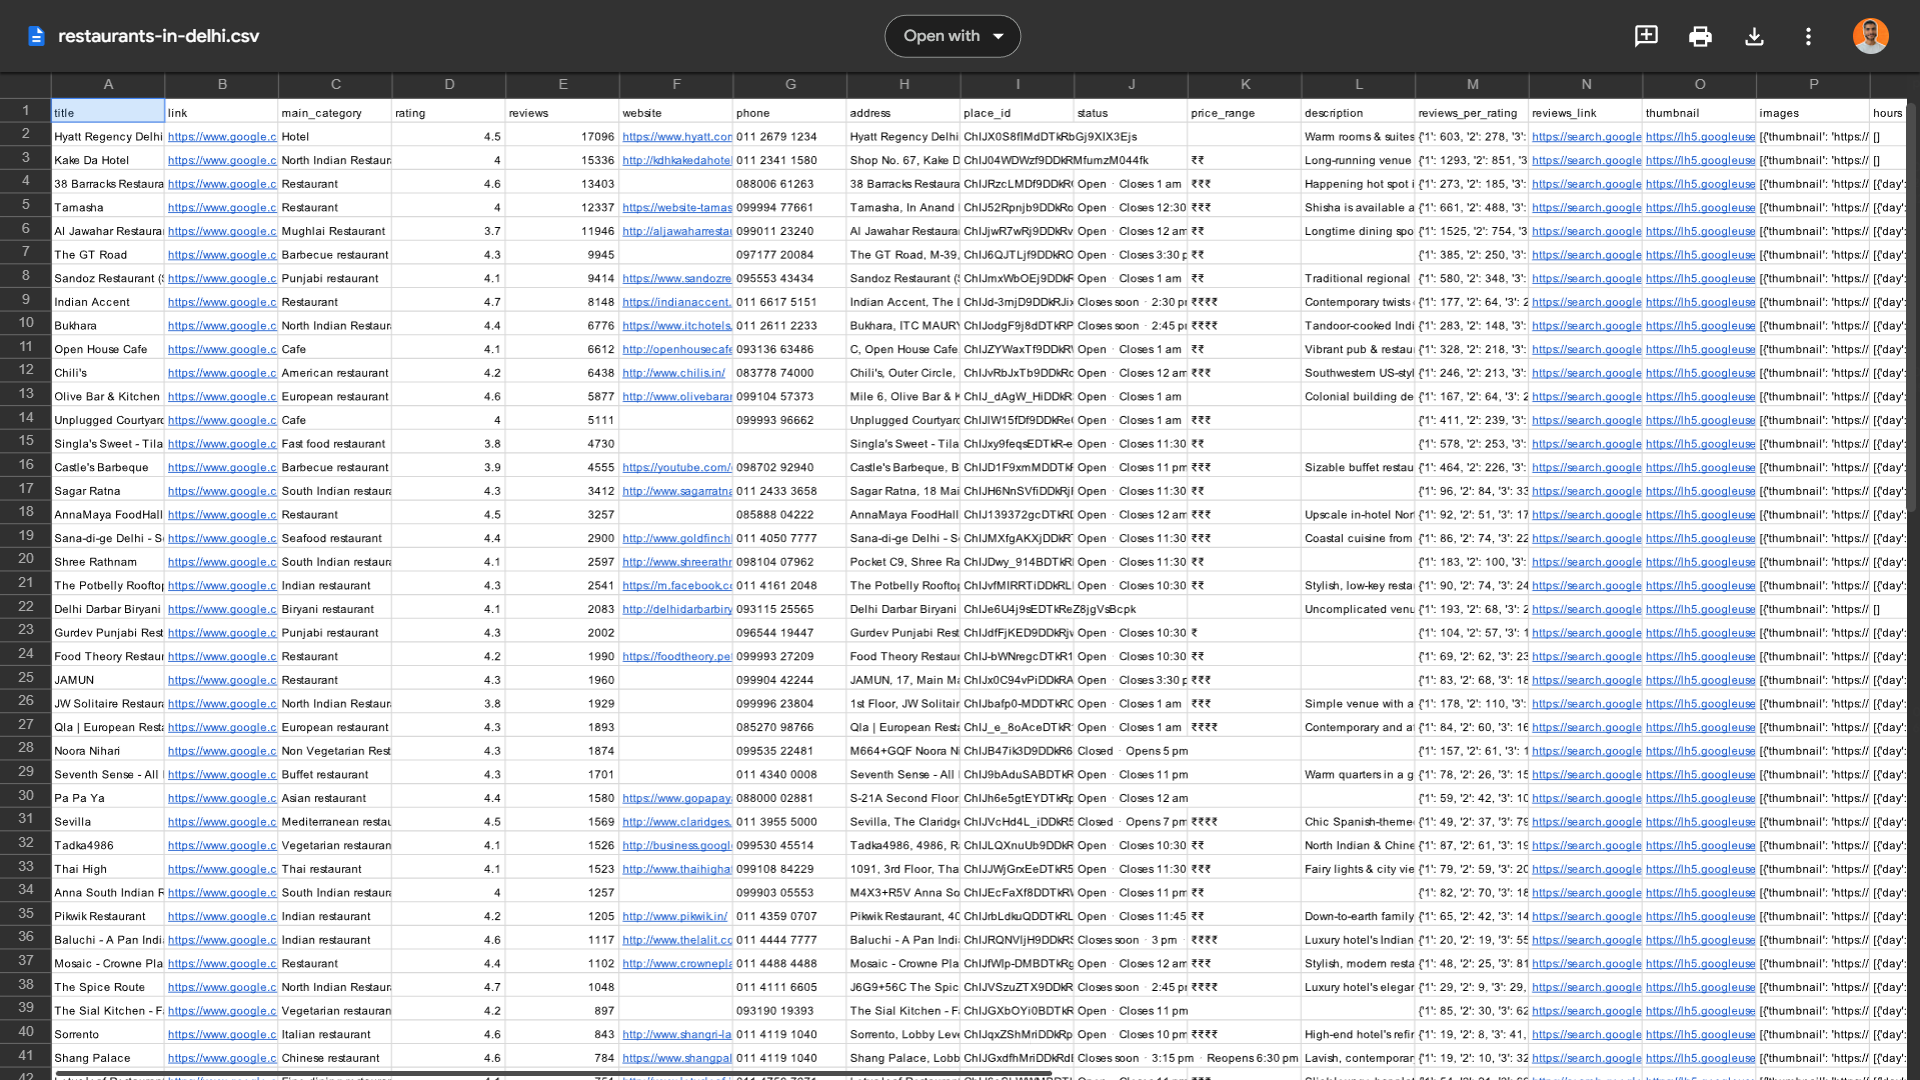 restaurants-in-delhi.csv Open with
A B C D E F G H I J K L M N O P
1 title link main_category rating reviews website phone address place_id status price_range description reviews_per_rating reviews_link thumbnail images hours
2 Hyatt Regency Delhi https://www.google.c Hotel 4.5 17096 https://www.hyatt.com 011 2679 1234 Hyatt Regency Delhi Warm rooms & suites {'1': 603, '2': 278, '3' https://search.google https://lh5.googleuse [{'thumbnail': 'https:// []
3 Kake Da Hotel https://www.google.c North Indian Restaur 4 15336 http://kdhkakedahote 011 2341 1580 Shop No. 67, Kake D ₹₹ Long-running venue {'1': 1293, '2': 851, '3 https://search.google https://lh5.googleuse [{'thumbnail': 'https:// []
4 38 Barracks Restaura https://www.google.c Restaurant 4.6 13403 088006 61263 38 Barracks Restaura Open · Closes 1 am ₹₹₹ Happening hot spot i {'1': 273, '2': 185, '3': https://search.google https://lh5.googleuse [{'thumbnail': 'https:// [{'day':
5 Tamasha https://www.google.c Restaurant 4 12337 https://website-tamas 099994 77661 Tamasha, In Anand Open · Closes 12:30 ₹₹₹ Shisha is available a {'1': 661, '2': 488, '3': https://search.google https://lh5.googleuse [{'thumbnail': 'https:// [{'day':
6 Al Jawahar Restaura https://www.google.c Mughlai Restaurant 3.7 11946 http://aljawaharrestau 099011 23240 Al Jawahar Restaura Open · Closes 12 am ₹₹ Longtime dining spo {'1': 1525, '2': 754, '3 https://search.google https://lh5.googleuse [{'thumbnail': 'https:// [{'day':
7 The GT Road https://www.google.c Barbecue restaurant 4.3 9945 097177 20084 The GT Road, M-39, Open · Closes 3:30 p ₹₹₹ {'1': 385, '2': 250, '3': https://search.google https://lh5.googleuse [{'thumbnail': 'https:// [{'day':
8 Sandoz Restaurant (S https://www.google.c Punjabi restaurant 4.1 9414 https://www.sandozre 095553 43434 Sandoz Restaurant (S Open · Closes 1 am ₹₹ Traditional regional {'1': 580, '2': 348, '3': https://search.google https://lh5.googleuse [{'thumbnail': 'https:// [{'day':
9 Indian Accent https://www.google.c Restaurant 4.7 8148 https://indianaccent. 011 6617 5151 Indian Accent, The L Closes soon · 2:30 pm ₹₹₹₹ Contemporary twists {'1': 177, '2': 64, '3': 2 https://search.google https://lh5.googleuse [{'thumbnail': 'https:// [{'day':
10 Bukhara https://www.google.c North Indian Restaur 4.4 6776 https://www.itchotels. 011 2611 2233 Bukhara, ITC MAURY Closes soon · 2:45 p ₹₹₹₹ Tandoor-cooked Indi {'1': 283, '2': 148, '3': https://search.google https://lh5.googleuse [{'thumbnail': 'https:// [{'day':
11 Open House Cafe https://www.google.c Cafe 4.1 6612 http://openhousecafe 093136 63486 C, Open House Cafe, Open · Closes 1 am ₹₹ Vibrant pub & restau {'1': 328, '2': 218, '3': https://search.google https://lh5.googleuse [{'thumbnail': 'https:// [{'day':
12 Chili's https://www.google.c American restaurant 4.2 6438 http://www.chilis.in/ 083778 74000 Chili's, Outer Circle, Open · Closes 12 am ₹₹₹ Southwestern US-styl {'1': 246, '2': 213, '3': https://search.google https://lh5.googleuse [{'thumbnail': 'https:// [{'day':
13 Olive Bar & Kitchen https://www.google.c European restaurant 4.6 5877 http://www.olivebarar 099104 57373 Mile 6, Olive Bar & K Open · Closes 1 am Colonial building de {'1': 167, '2': 64, '3': 2 https://search.google https://lh5.googleuse [{'thumbnail': 'https:// [{'day':
14 Unplugged Courtyard https://www.google.c Cafe 4 5111 099993 96662 Unplugged Courtyard Open · Closes 1 am ₹₹₹ {'1': 411, '2': 239, '3': https://search.google https://lh5.googleuse [{'thumbnail': 'https:// [{'day':
15 Singla's Sweet - Tila https://www.google.c Fast food restaurant 3.8 4730 Singla's Sweet - Tila Open · Closes 11:30 ₹₹ {'1': 578, '2': 253, '3': https://search.google https://lh5.googleuse [{'thumbnail': 'https:// [{'day':
16 Castle's Barbeque https://www.google.c Barbecue restaurant 3.9 4555 https://youtube.com/ 098702 92940 Castle's Barbeque, B Open · Closes 11 pm ₹₹₹ Sizable buffet restau {'1': 464, '2': 226, '3': https://search.google https://lh5.googleuse [{'thumbnail': 'https:// [{'day':
17 Sagar Ratna https://www.google.c South Indian restaura 4.3 3412 http://www.sagarratna 011 2433 3658 Sagar Ratna, 18 Mai Open · Closes 11:30 ₹₹ {'1': 96, '2': 84, '3': 33 https://search.google https://lh5.googleuse [{'thumbnail': 'https:// [{'day':
18 AnnaMaya FoodHall https://www.google.c Restaurant 4.5 3257 085888 04222 AnnaMaya FoodHall Open · Closes 12 am ₹₹₹ Upscale in-hotel Nor {'1': 92, '2': 51, '3': 17 https://search.google https://lh5.googleuse [{'thumbnail': 'https:// [{'day':
19 Sana-di-ge Delhi - Se https://www.google.c Seafood restaurant 4.4 2900 http://www.goldfinch 011 4050 7777 Sana-di-ge Delhi - Se Open · Closes 11:30 ₹₹₹ Coastal cuisine from {'1': 86, '2': 74, '3': 22 https://search.google https://lh5.googleuse [{'thumbnail': 'https:// [{'day':
20 Shree Rathnam https://www.google.c South Indian restaura 4.1 2597 http://www.shreerathr 098104 07962 Pocket C9, Shree Ra Open · Closes 11:30 ₹₹ {'1': 183, '2': 100, '3': https://search.google https://lh5.googleuse [{'thumbnail': 'https:// [{'day':
21 The Potbelly Rooftop https://www.google.c Indian restaurant 4.3 2541 https://m.facebook.co 011 4161 2048 The Potbelly Rooftop Open · Closes 10:30 ₹₹ Stylish, low-key resta {'1': 90, '2': 74, '3': 24 https://search.google https://lh5.googleuse [{'thumbnail': 'https:// [{'day':
22 Delhi Darbar Biryani https://www.google.c Biryani restaurant 4.1 2083 http://delhidarbarbiry 093115 25565 Delhi Darbar Biryani Uncomplicated venu {'1': 193, '2': 68, '3': 2 https://search.google https://lh5.googleuse [{'thumbnail': 'https:// []
23 Gurdev Punjabi Rest https://www.google.c Punjabi restaurant 4.3 2002 096544 19447 Gurdev Punjabi Rest Open · Closes 10:30 ₹ {'1': 104, '2': 57, '3': 1 https://search.google https://lh5.googleuse [{'thumbnail': 'https:// [{'day':
24 Food Theory Restaur https://www.google.c Restaurant 4.2 1990 https://foodtheory.pe 099993 27209 Food Theory Restaur Open · Closes 10:30 ₹₹ {'1': 69, '2': 62, '3': 23 https://search.google https://lh5.googleuse [{'thumbnail': 'https:// [{'day':
25 JAMUN https://www.google.c Restaurant 4.3 1960 099904 42244 JAMUN, 17, Main Ma Open · Closes 3:30 p ₹₹₹ {'1': 83, '2': 68, '3': 18 https://search.google https://lh5.googleuse [{'thumbnail': 'https:// [{'day':
26 JW Solitaire Restaura https://www.google.c North Indian Restaur 3.8 1929 099996 23804 1st Floor, JW Solitair Open · Closes 1 am ₹₹₹ Simple venue with a {'1': 178, '2': 110, '3': https://search.google https://lh5.googleuse [{'thumbnail': 'https:// [{'day':
27 Qla | European Resta https://www.google.c European restaurant 4.3 1893 085270 98766 Qla | European Resta Open · Closes 1 am ₹₹₹₹ Contemporary and a {'1': 84, '2': 60, '3': 16 https://search.google https://lh5.googleuse [{'thumbnail': 'https:// [{'day':
28 Noora Nihari https://www.google.c Non Vegetarian Rest 4.3 1874 099535 22481 M664+GQF Noora Ni Closed · Opens 5 pm {'1': 157, '2': 61, '3': 1 https://search.google https://lh5.googleuse [{'thumbnail': 'https:// [{'day':
29 Seventh Sense - All https://www.google.c Buffet restaurant 4.3 1701 011 4340 0008 Seventh Sense - All Open · Closes 11 pm Warm quarters in a g {'1': 78, '2': 26, '3': 15 https://search.google https://lh5.googleuse [{'thumbnail': 'https:// [{'day':
30 Pa Pa Ya https://www.google.c Asian restaurant 4.4 1580 https://www.gopapay 088000 02881 S-21A Second Floor, Open · Closes 12 am {'1': 59, '2': 42, '3': 10 https://search.google https://lh5.googleuse [{'thumbnail': 'https:// [{'day':
31 Sevilla https://www.google.c Mediterranean restau 4.5 1569 http://www.claridges. 011 3955 5000 Sevilla, The Claridge Closed · Opens 7 pm ₹₹₹₹ Chic Spanish-theme {'1': 49, '2': 37, '3': 79 https://search.google https://lh5.googleuse [{'thumbnail': 'https:// [{'day':
32 Tadka4986 https://www.google.c Vegetarian restauran 4.1 1526 http://business.googl 099530 45514 Tadka4986, 4986, Ra Open · Closes 10:30 ₹₹ North Indian & Chine {'1': 87, '2': 61, '3': 19 https://search.google https://lh5.googleuse [{'thumbnail': 'https:// [{'day':
33 Thai High https://www.google.c Thai restaurant 4.1 1523 http://www.thaihigha 099108 84229 1091, 3rd Floor, Tha Open · Closes 11:30 ₹₹₹ Fairy lights & city vie {'1': 79, '2': 59, '3': 20 https://search.google https://lh5.googleuse [{'thumbnail': 'https:// [{'day':
34 Anna South Indian R https://www.google.c South Indian restaura 4 1257 099903 05553 M4X3+R5V Anna So Open · Closes 11 pm ₹₹ {'1': 82, '2': 70, '3': 18 https://search.google https://lh5.googleuse [{'thumbnail': 'https:// [{'day':
35 Pikwik Restaurant https://www.google.c Indian restaurant 4.2 1205 http://www.pikwik.in/ 011 4359 0707 Pikwik Restaurant, 40 Open · Closes 11:45 ₹₹ Down-to-earth family {'1': 65, '2': 42, '3': 14 https://search.google https://lh5.googleuse [{'thumbnail': 'https:// [{'day':
36 Baluchi - A Pan India https://www.google.c Indian restaurant 4.6 1117 http://www.thelalit.co 011 4444 7777 Baluchi - A Pan India Closes soon · 3 pm · ₹₹₹₹ Luxury hotel's Indian {'1': 20, '2': 19, '3': 55 https://search.google https://lh5.googleuse [{'thumbnail': 'https:// [{'day':
37 Mosaic - Crowne Pla https://www.google.c Restaurant 4.4 1102 http://www.crownepla 011 4488 4488 Mosaic - Crowne Pla Open · Closes 12 am ₹₹₹ Stylish, modern resta {'1': 48, '2': 25, '3': 81 https://search.google https://lh5.googleuse [{'thumbnail': 'https:// [{'day':
38 The Spice Route https://www.google.c North Indian Restaur 4.7 1048 011 4111 6605 J6G9+56C The Spic Closes soon · 2:45 p ₹₹₹ Luxury hotel's elegan {'1': 29, '2': 9, '3': 29, https://search.google https://lh5.googleuse [{'thumbnail': 'https:// [{'day':
39 The Sial Kitchen - Fa https://www.google.c Vegetarian restauran 4.2 897 093190 19393 The Sial Kitchen - Fa Open · Closes 11 pm {'1': 85, '2': 30, '3': 62 https://search.google https://lh5.googleuse [{'thumbnail': 'https:// [{'day':
40 Sorrento https://www.google.c Italian restaurant 4.6 843 http://www.shangri-la 011 4119 1040 Sorrento, Lobby Leve Open · Closes 10 pm ₹₹₹₹ High-end hotel's refin {'1': 19, '2': 8, '3': 41, https://search.google https://lh5.googleuse [{'thumbnail': 'https:// [{'day':
41 Shang Palace https://www.google.c Chinese restaurant 4.6 784 https://www.shangpal 011 4119 1040 Shang Palace, Lobb Closes soon · 3:15 pm · Reopens 6:30 pm Lavish, contemporar {'1': 19, '2': 10, '3': 32 https://search.google https://lh5.googleuse [{'thumbnail': 'https:// [{'day':
42